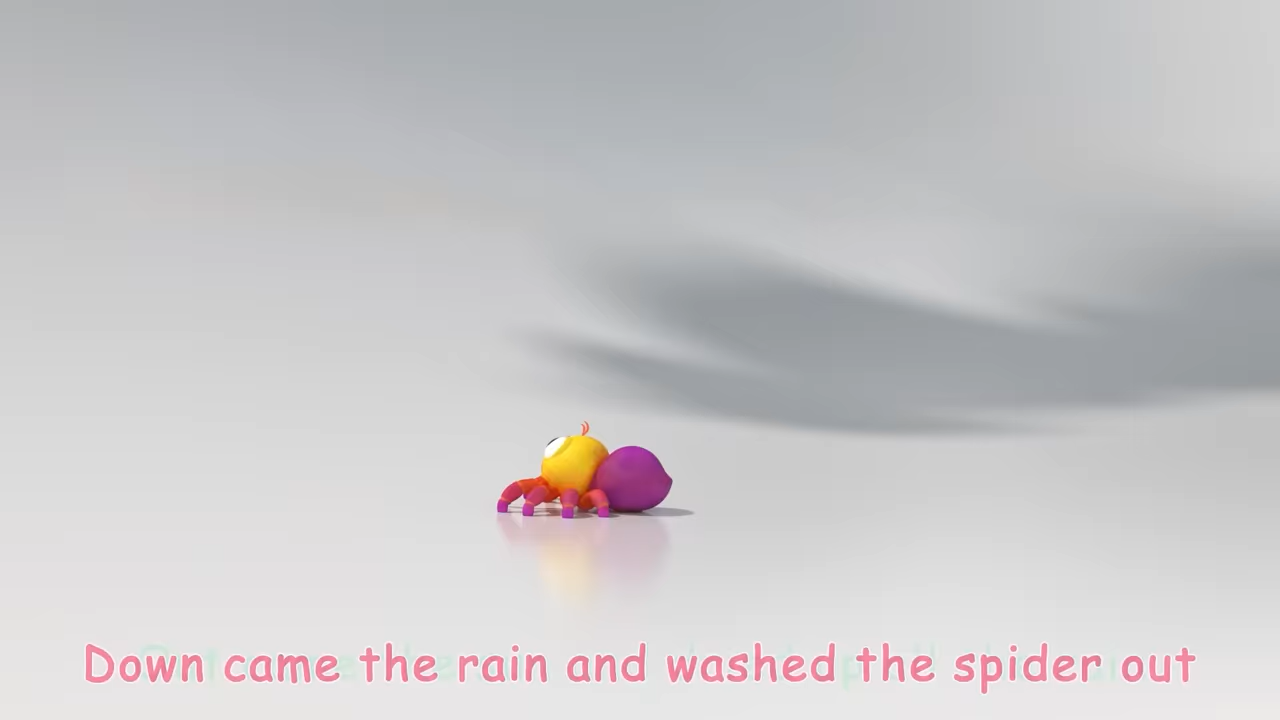 Down came the rain and washed the spider out